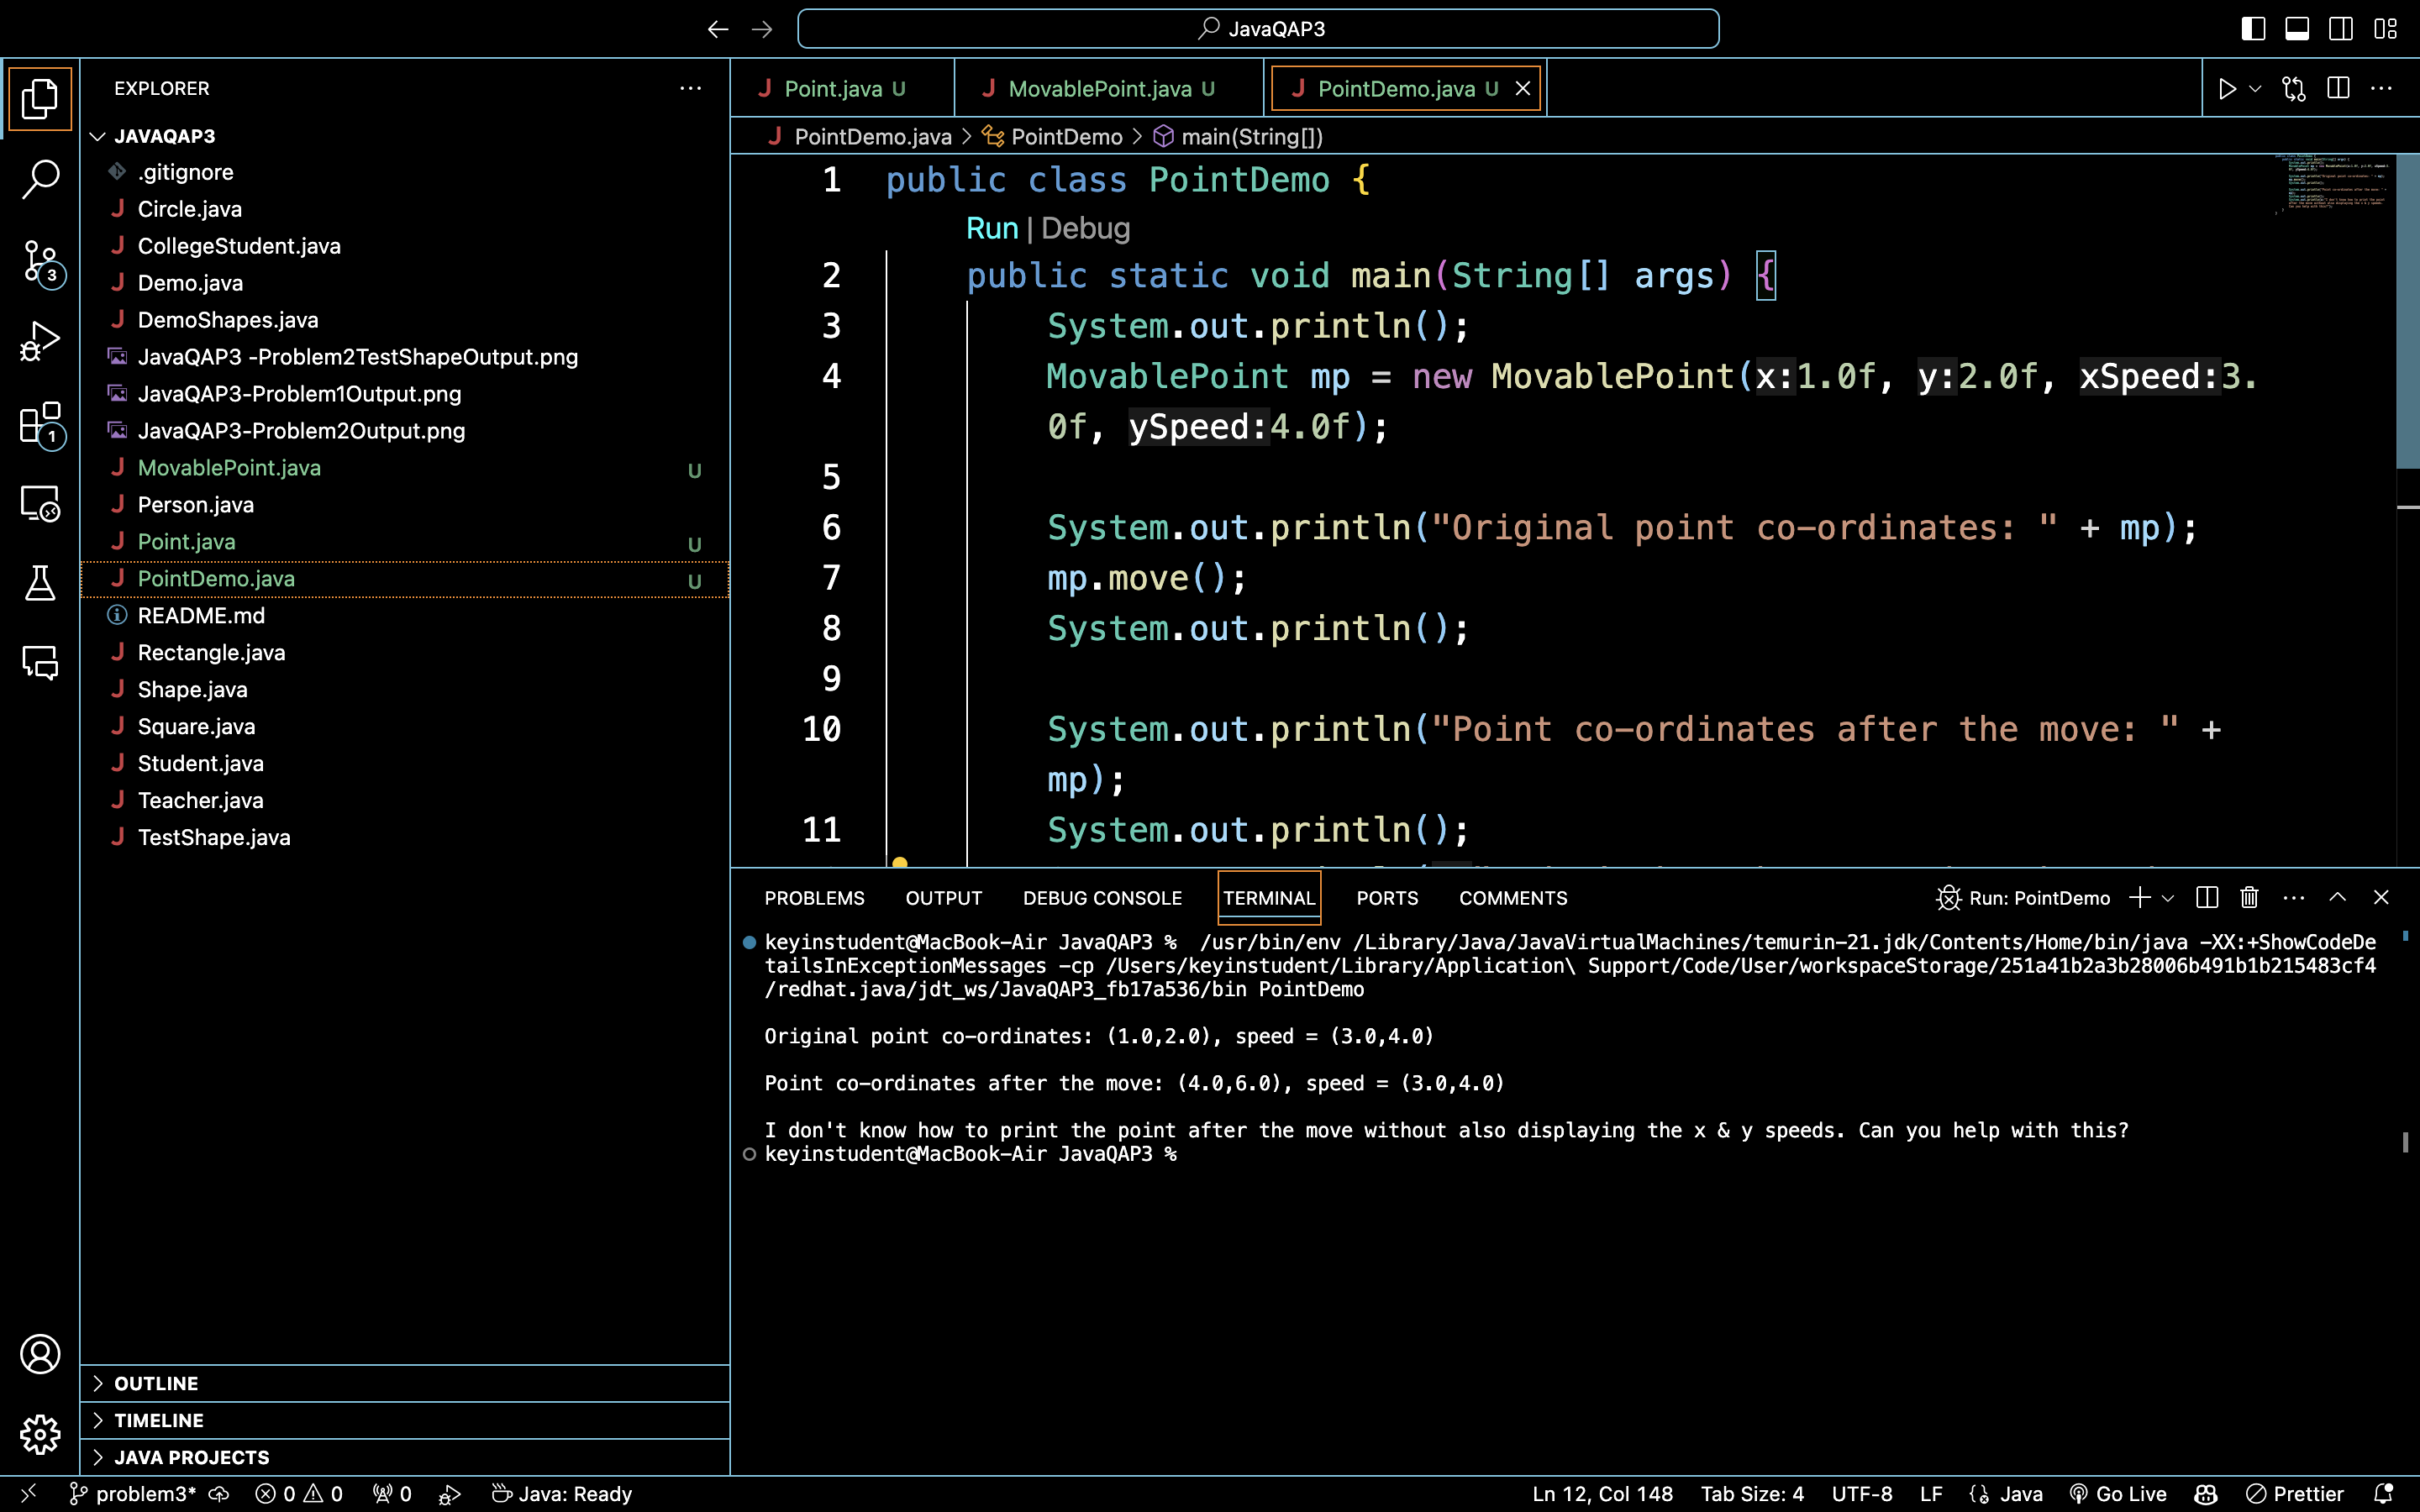 JavaQAP3
EXPLORER
JAVAQAP3
.gitignore
J Circle.java
J CollegeStudent.java
J Demo.java
J DemoShapes.java
JavaQAP3 -Problem2TestShapeOutput.png
JavaQAP3-Problem1Output.png
JavaQAP3-Problem2Output.png
J MovablePoint.java U
J Person.java
J Point.java U
J PointDemo.java U
README.md
J Rectangle.java
J Shape.java
J Square.java
J Student.java
J Teacher.java
J TestShape.java
OUTLINE
TIMELINE
JAVA PROJECTS
3
1
J Point.java U J MovablePoint.java U J PointDemo.java U
J PointDemo.java > PointDemo > main(String[])
1 public class PointDemo {
Run | Debug
2 public static void main(String[] args) {
3 System.out.println();
4 MovablePoint mp = new MovablePoint(x:1.0f, y:2.0f, xSpeed:3.
0f, ySpeed:4.0f);
5
6 System.out.println("Original point co-ordinates: " + mp);
7 mp.move();
8 System.out.println();
9
10 System.out.println("Point co-ordinates after the move: " +
mp);
11 System.out.println();
PROBLEMS OUTPUT DEBUG CONSOLE TERMINAL PORTS COMMENTS Run: PointDemo
keyinstudent@MacBook-Air JavaQAP3 % /usr/bin/env /Library/Java/JavaVirtualMachines/temurin-21.jdk/Contents/Home/bin/java -XX:+ShowCodeDe
tailsInExceptionMessages -cp /Users/keyinstudent/Library/Application\ Support/Code/User/workspaceStorage/251a41b2a3b28006b491b1b215483cf4
/redhat.java/jdt_ws/JavaQAP3_fb17a536/bin PointDemo
Original point co-ordinates: (1.0,2.0), speed = (3.0,4.0)
Point co-ordinates after the move: (4.0,6.0), speed = (3.0,4.0)
I don't know how to print the point after the move without also displaying the x & y speeds. Can you help with this?
keyinstudent@MacBook-Air JavaQAP3 %
problem3* 0 0 0 Java: Ready Ln 12, Col 148 Tab Size: 4 UTF-8 LF Java Go Live Prettier